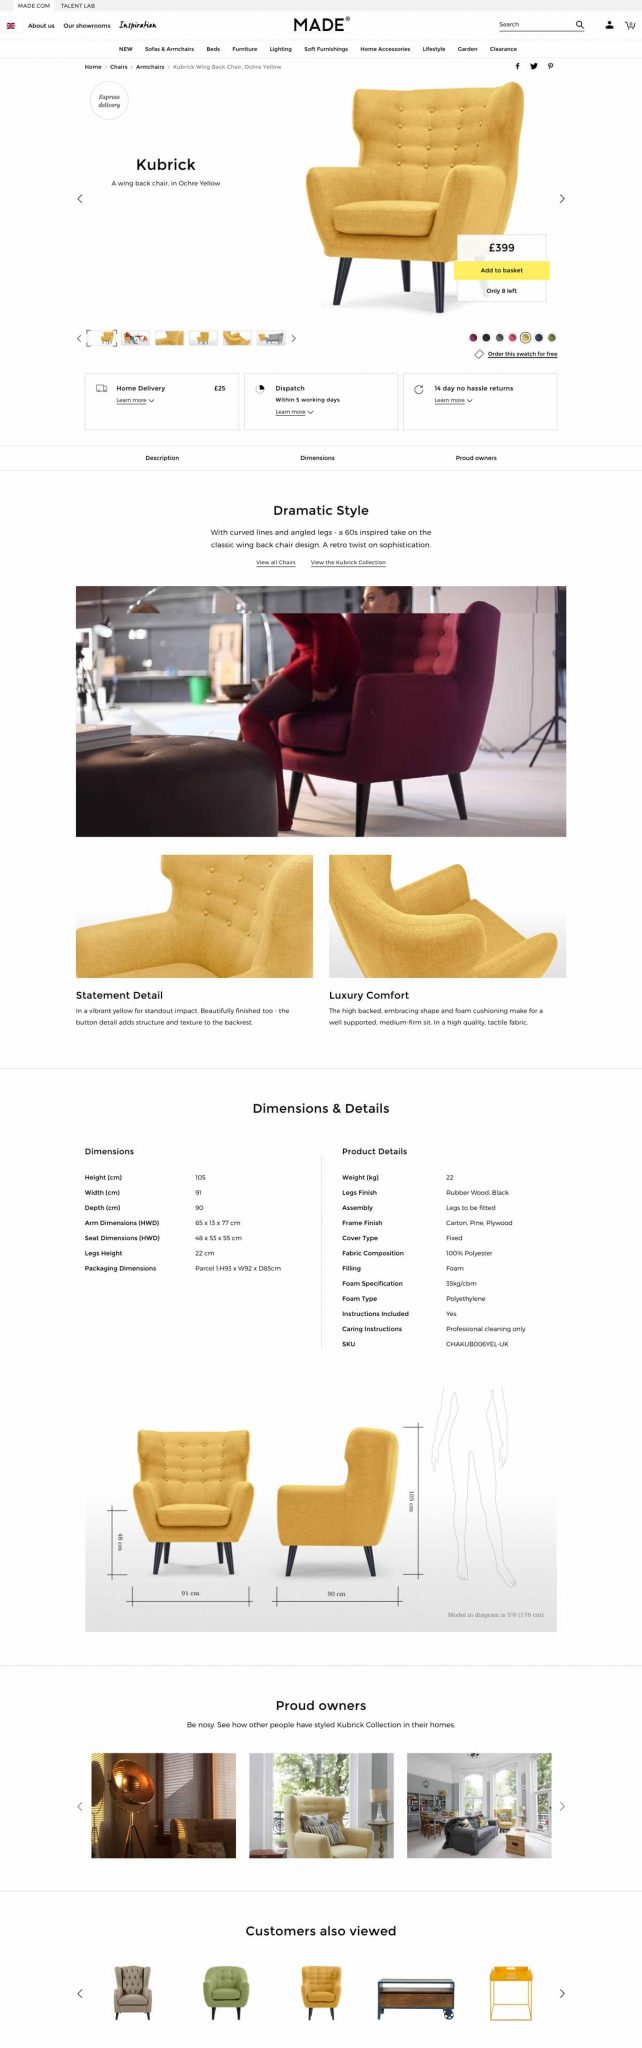 MADE.COM TALENT LAB
About us Our showrooms Inspiration MADE® Search
NEW Sofas & Armchairs Beds Furniture Lighting Soft Furnishings Home Accessories Lifestyle Garden Clearance
Home > Chairs > Armchairs > Kubrick Wing Back Chair, Ochre Yellow
Express
delivery
Kubrick
A wing back chair, in Ochre Yellow
£399
Add to basket
Only 8 left
Order this swatch for free
Home Delivery £25
Learn more
Dispatch
Within 5 working days
Learn more
14 day no hassle returns
Learn more
Description Dimensions Proud owners
Dramatic Style
With curved lines and angled legs - a 60s inspired take on the
classic wing back chair design. A retro twist on sophistication.
View all Chairs View the Kubrick Collection
Statement Detail
In a vibrant yellow for standout impact. Beautifully finished too - the
button detail adds structure and texture to the backrest.
Luxury Comfort
The high backed, embracing shape and foam cushioning make for a
well supported, medium-firm sit. In a high quality, tactile fabric.
Dimensions & Details
Dimensions
Height (cm) 105
Width (cm) 91
Depth (cm) 90
Arm Dimensions (HWD) 65 x 13 x 77 cm
Seat Dimensions (HWD) 48 x 53 x 55 cm
Legs Height 22 cm
Packaging Dimensions Parcel 1:H93 x W92 x D85cm
Product Details
Weight (kg) 22
Legs Finish Rubber Wood, Black
Assembly Legs to be fitted
Frame Finish Carton, Pine, Plywood
Cover Type Fixed
Fabric Composition 100% Polyester
Filling Foam
Foam Specification 35kg/cbm
Foam Type Polyethylene
Instructions Included Yes
Caring Instructions Professional cleaning only
SKU CHAKUB006YEL-UK
48 cm
105 cm
91 cm
90 cm
Model in diagram is 5'8 (176 cm)
Proud owners
Be nosy. See how other people have styled Kubrick Collection in their homes.
Customers also viewed